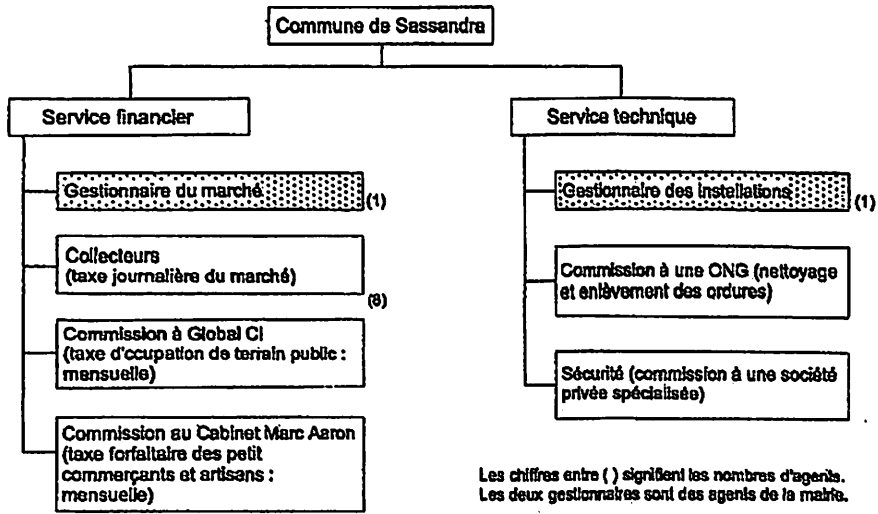 Commune de Sassandra
Service financier
Gestionnaire du marché
(1)
Collecteurs
(taxe journalière du marché)
(8)
Commission à Global CI
(taxe d'ccupation de terrain public :
mensuelle)
Commission au Cabinet Marc Aaron
(taxe forfaitaire des petit
commerçants et artisans :
mensuelle)
Service technique
Gestionnaire des installations
(1)
Commission à une ONG (nettoyage
et enlèvement des ordures)
Sécurité (commission à une société
privée spécialisée)
Les chiffres entre ( ) signifient les nombres d'agents.
Les deux gestionnaires sont des agents de la mairie.